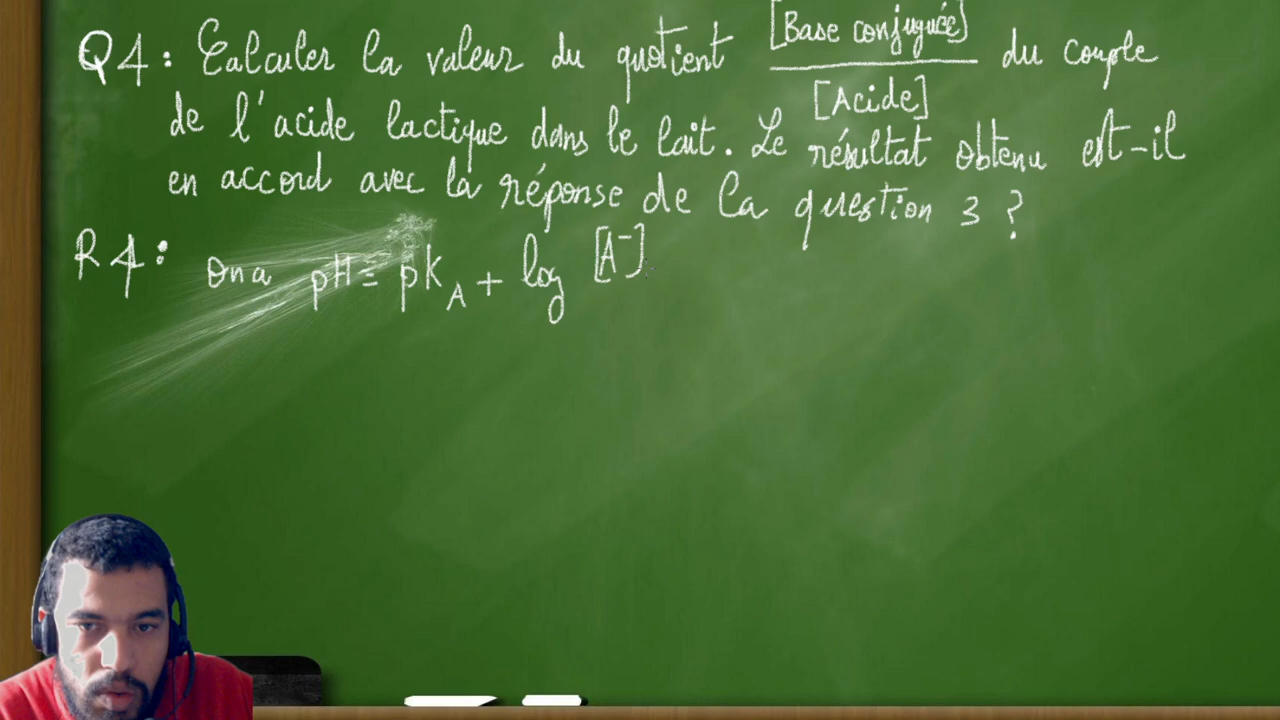 Q4: Calculer la valeur du quotient [Base conjuguée] / [Acide] du couple
de l'acide lactique dans le lait. Le résultat obtenu est-il
en accord avec la réponse de la question 3 ?
R4: On a pH = pK_A + log [A⁻]